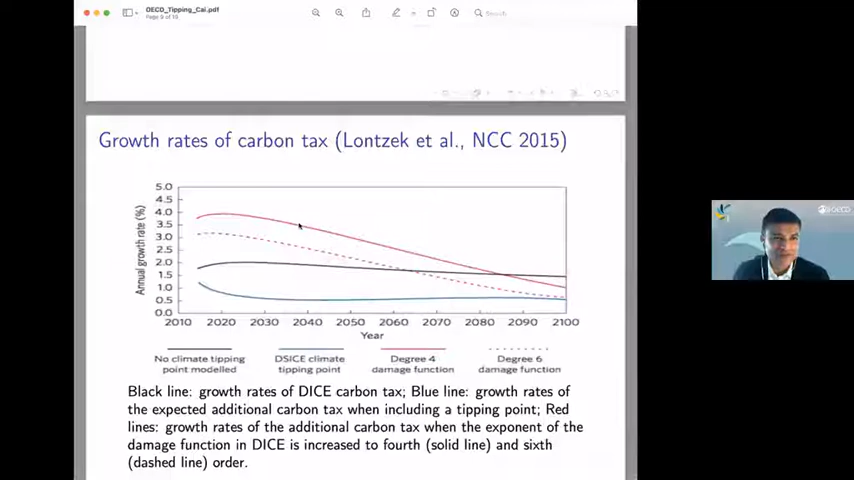 OECD_Tipping_Cai.pdf
Page 9 of 10
Search
Growth rates of carbon tax (Lontzek et al., NCC 2015)
5.0
4.5
4.0
3.5
3.0
2.5
2.0
1.5
1.0
0.5
0.0
Annual growth rate (%)
2010 2020 2030 2040 2050 2060 2070 2080 2090 2100
Year
No climate tipping
point modelled
DSICE climate
tipping point
Degree 4
damage function
Degree 6
damage function
Black line: growth rates of DICE carbon tax; Blue line: growth rates of
the expected additional carbon tax when including a tipping point; Red
lines: growth rates of the additional carbon tax when the exponent of the
damage function in DICE is increased to fourth (solid line) and sixth
(dashed line) order.
OECD